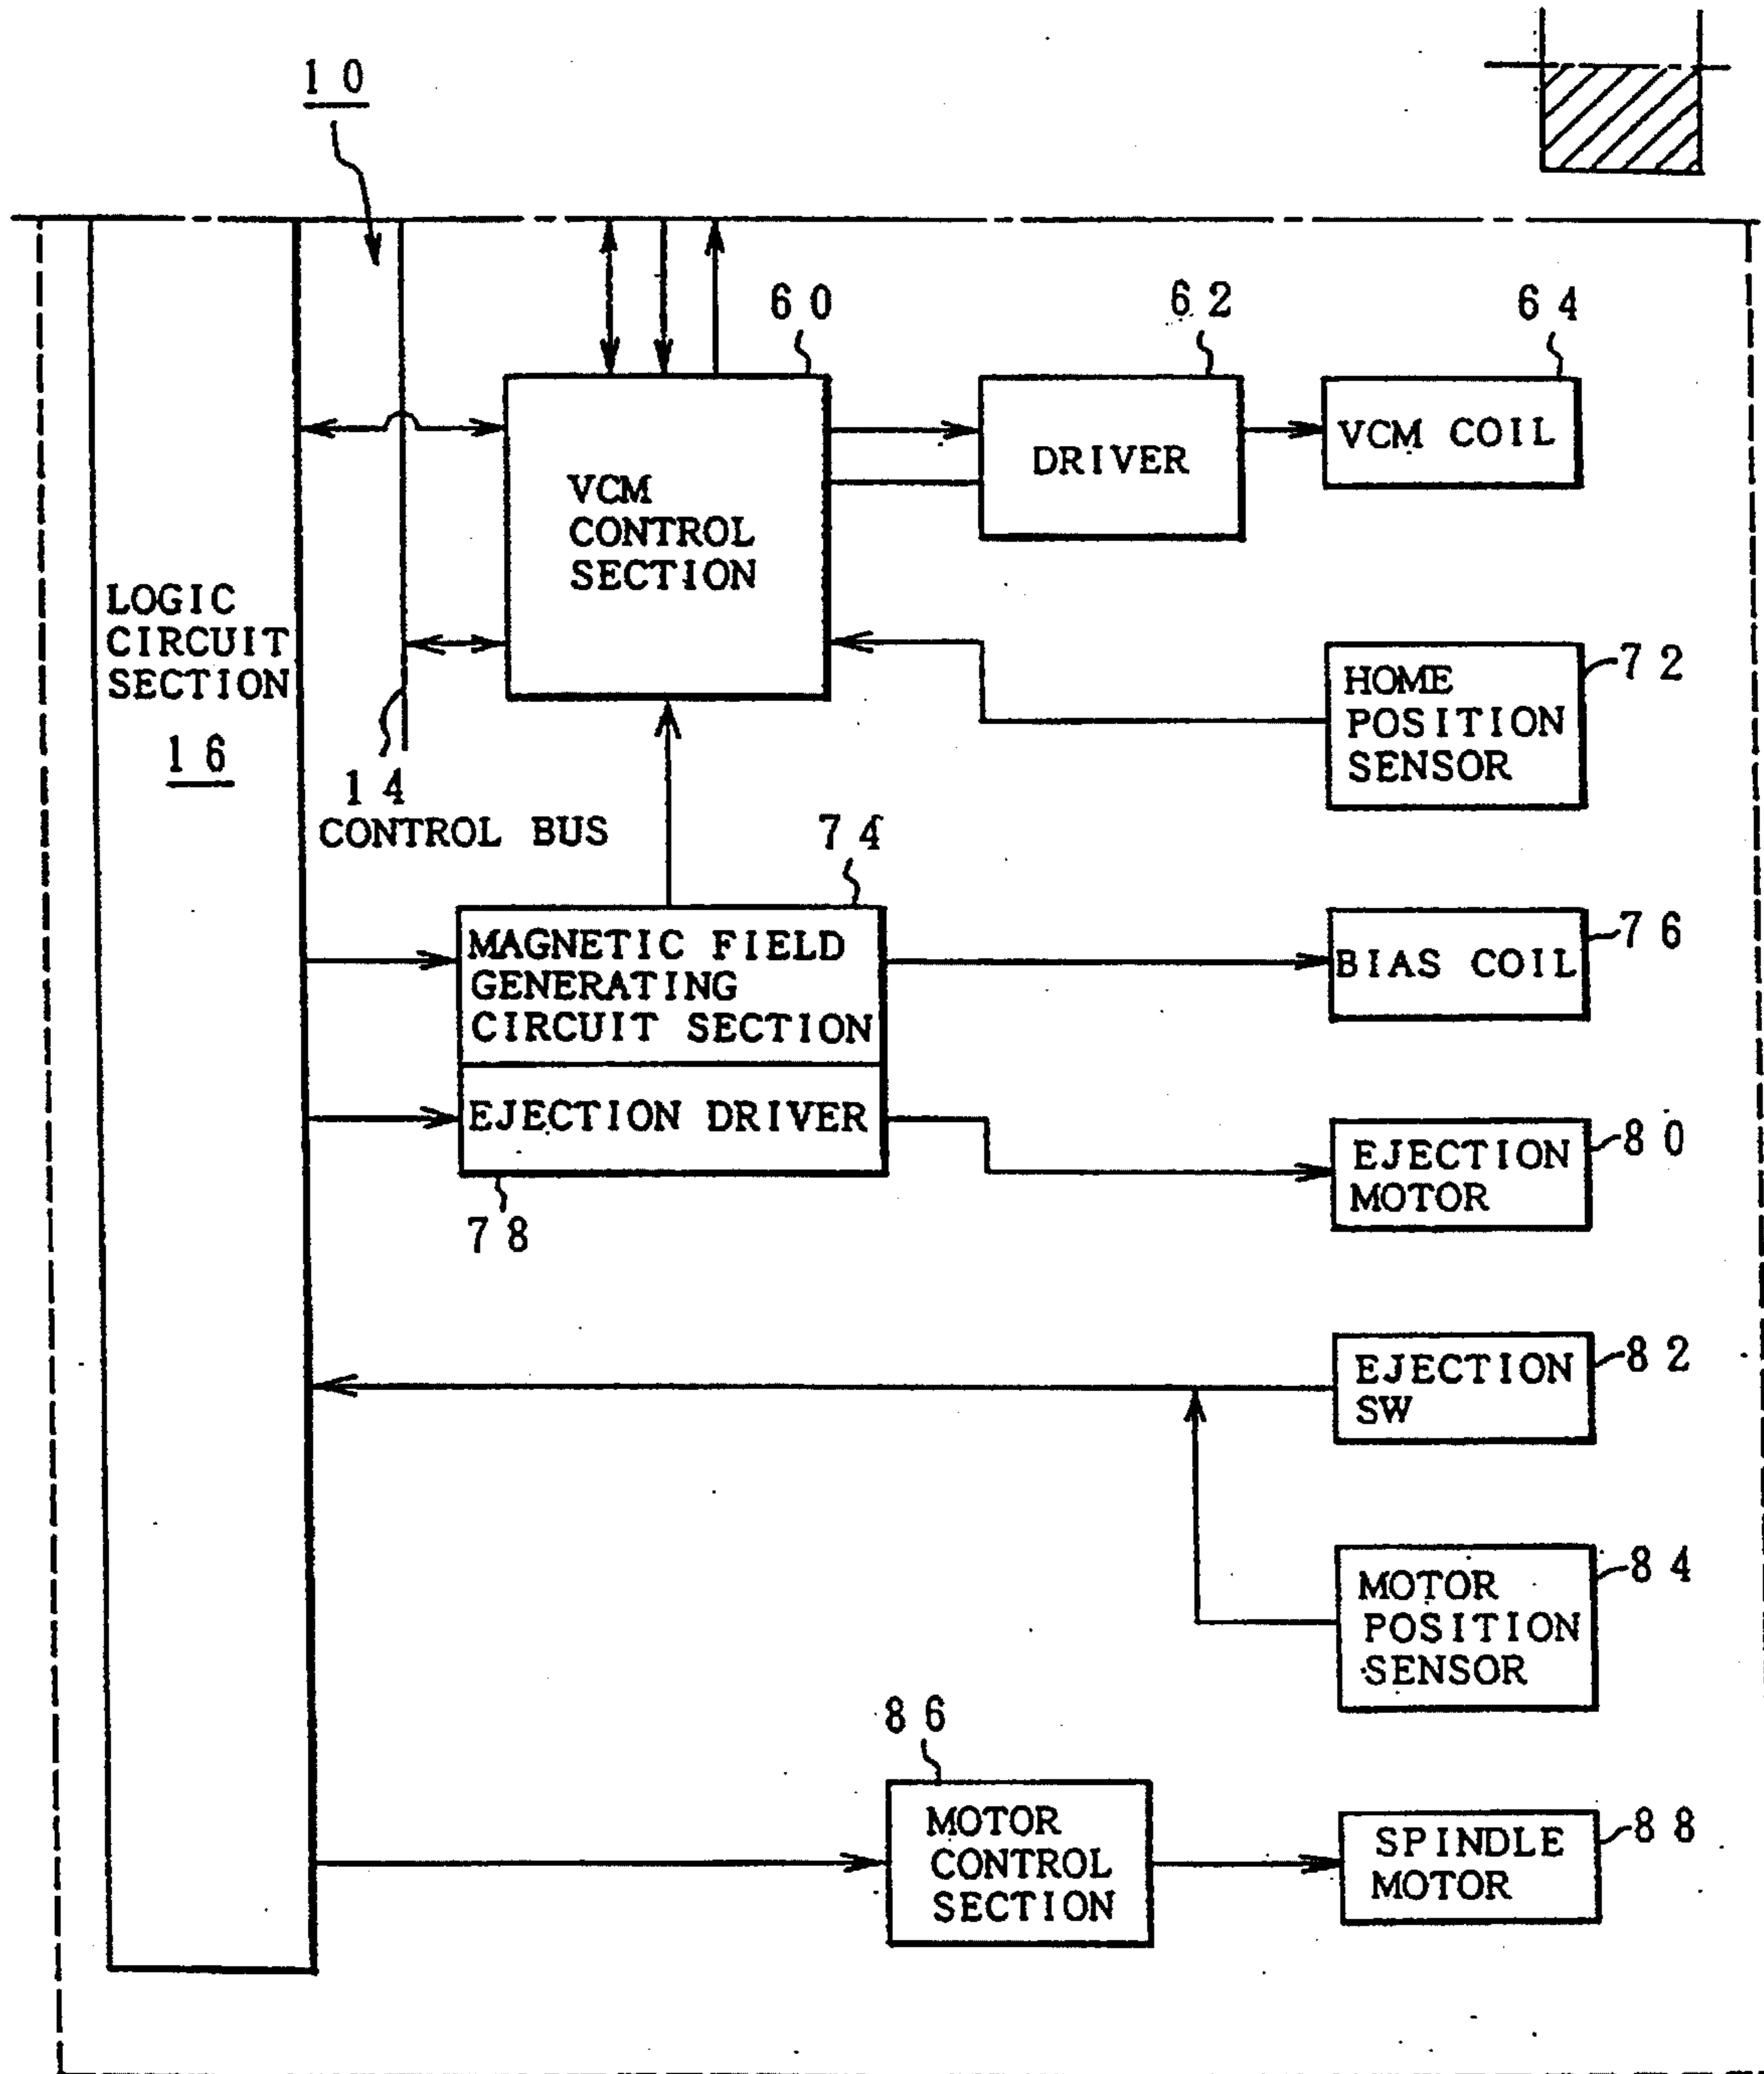 10
60
62
64
VCM COIL
DRIVER
VCM
CONTROL
SECTION
LOGIC
CIRCUIT
SECTION
16
72
HOME
POSITION
SENSOR
14
CONTROL BUS
74
76
MAGNETIC FIELD
GENERATING
CIRCUIT SECTION
BIAS COIL
EJECTION DRIVER
78
80
EJECTION
MOTOR
82
EJECTION
SW
84
MOTOR
POSITION
SENSOR
86
MOTOR
CONTROL
SECTION
88
SPINDLE
MOTOR